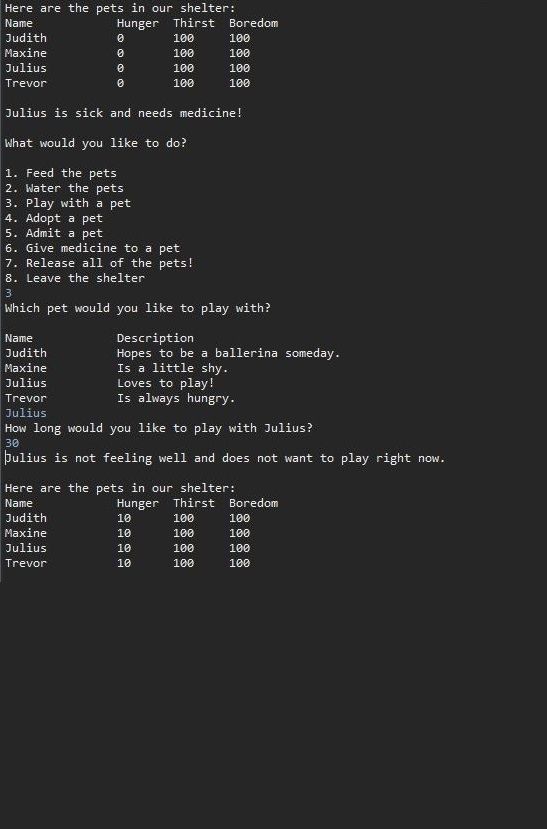 Here are the pets in our shelter:
Name Hunger Thirst Boredom
Judith 0 100 100
Maxine 0 100 100
Julius 0 100 100
Trevor 0 100 100
Julius is sick and needs medicine!
What would you like to do?
1. Feed the pets
2. Water the pets
3. Play with a pet
4. Adopt a pet
5. Admit a pet
6. Give medicine to a pet
7. Release all of the pets!
8. Leave the shelter
3
Which pet would you like to play with?
Name Description
Judith Hopes to be a ballerina someday.
Maxine Is a little shy.
Julius Loves to play!
Trevor Is always hungry.
Julius
How long would you like to play with Julius?
30
Julius is not feeling well and does not want to play right now.
Here are the pets in our shelter:
Name Hunger Thirst Boredom
Judith 10 100 100
Maxine 10 100 100
Julius 10 100 100
Trevor 10 100 100